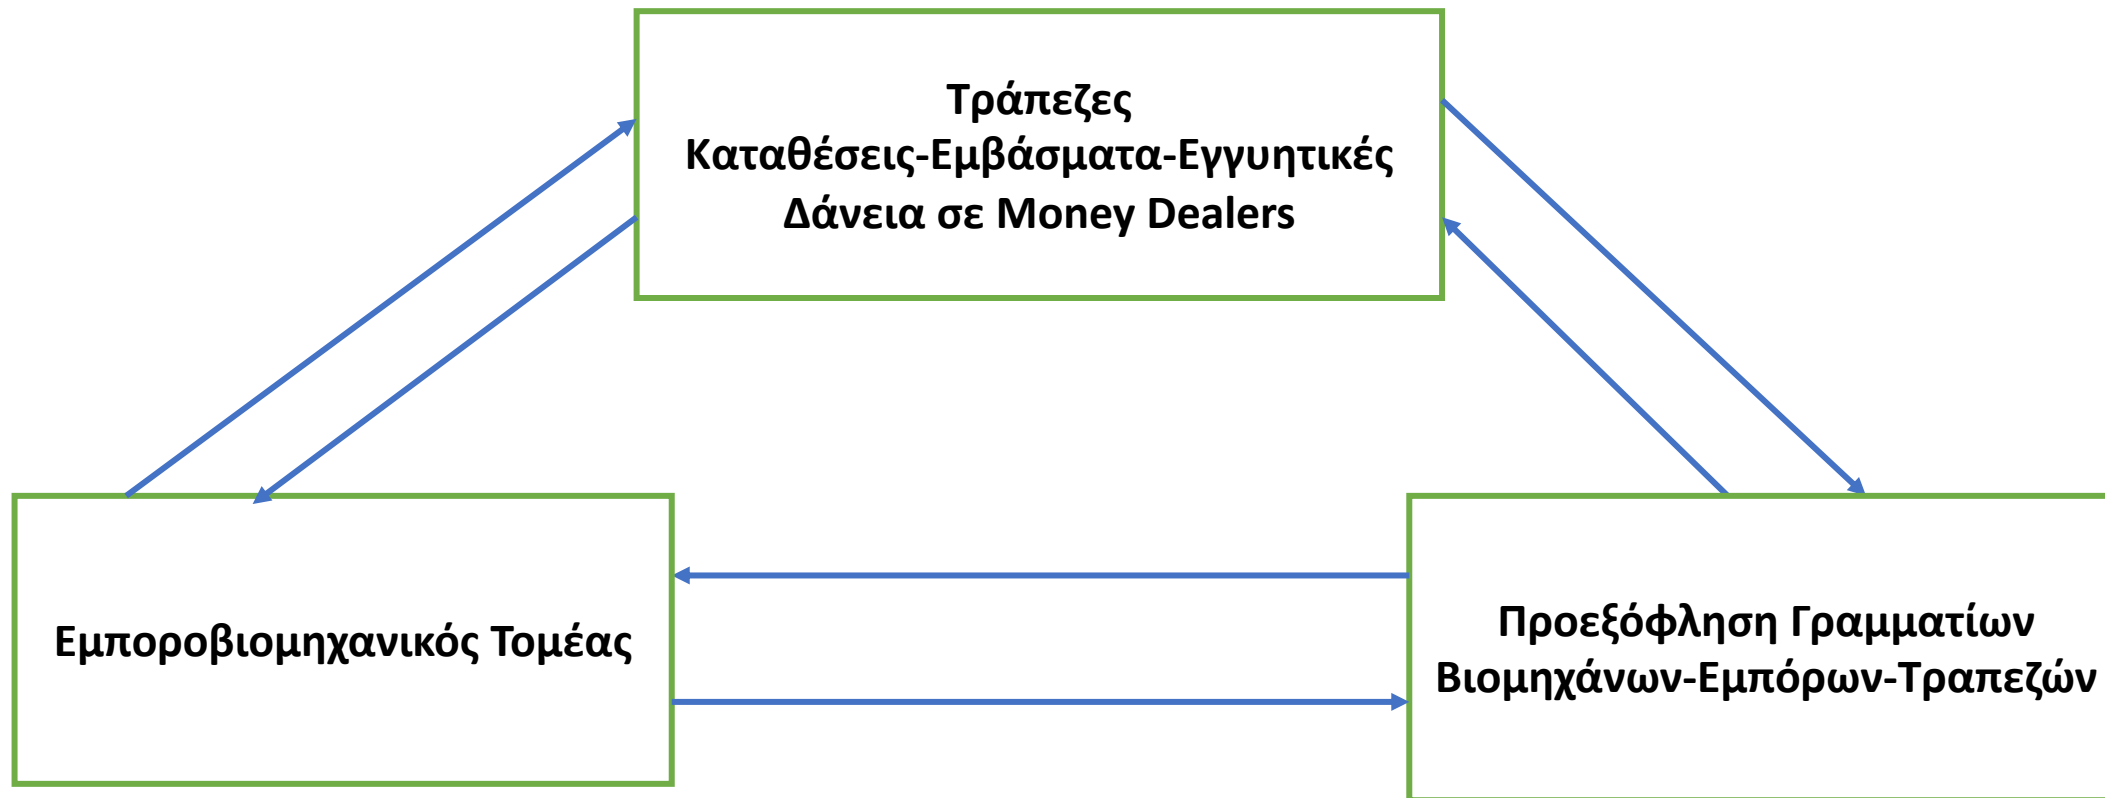 Τράπεζες
Καταθέσεις-Εμβάσματα-Εγγυητικές
Δάνεια σε Money Dealers
Εμποροβιομηχανικός Τομέας
Προεξόφληση Γραμματίων
Βιομηχάνων-Εμπόρων-Τραπεζών